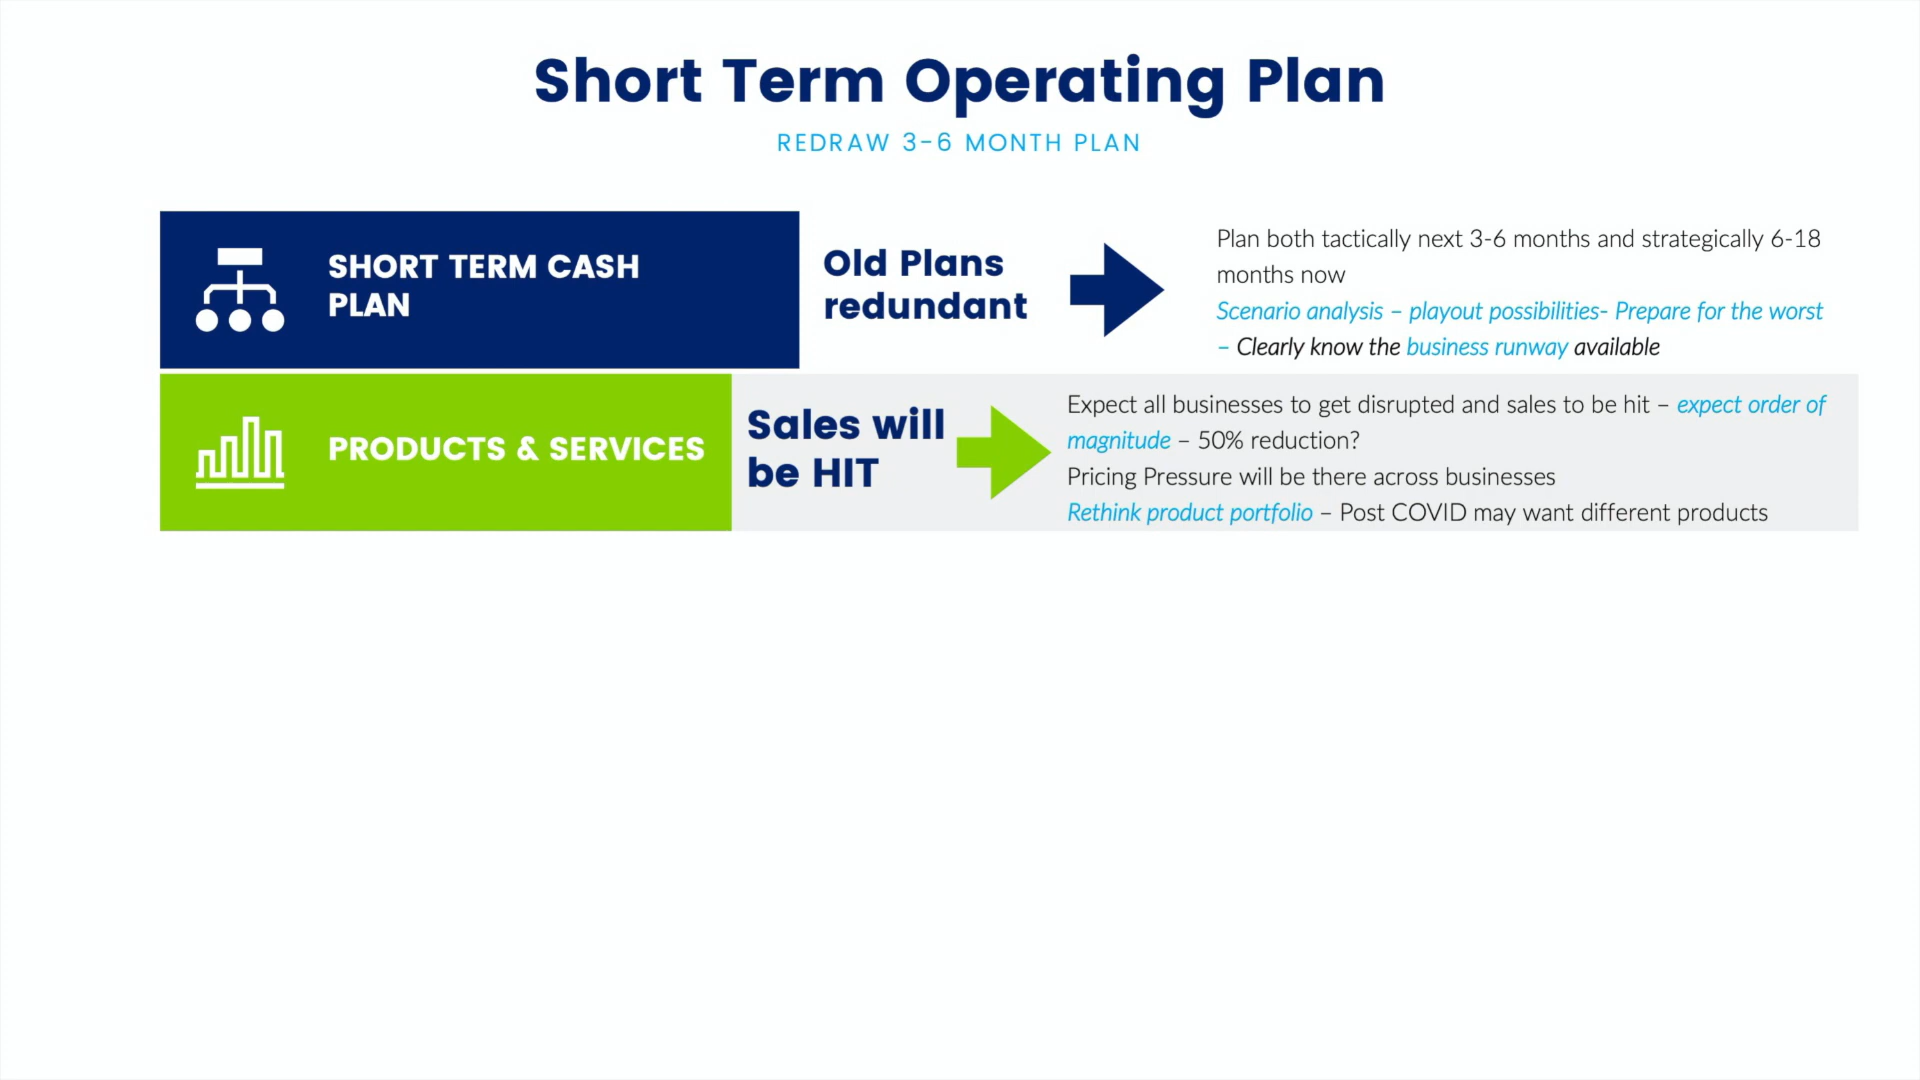 Short Term Operating Plan
REDRAW 3-6 MONTH PLAN
SHORT TERM CASH
PLAN
Old Plans
redundant
Plan both tactically next 3-6 months and strategically 6-18
months now
Scenario analysis – playout possibilities- Prepare for the worst
– Clearly know the business runway available
PRODUCTS & SERVICES
Sales will
be HIT
Expect all businesses to get disrupted and sales to be hit – expect order of
magnitude – 50% reduction?
Pricing Pressure will be there across businesses
Rethink product portfolio – Post COVID may want different products